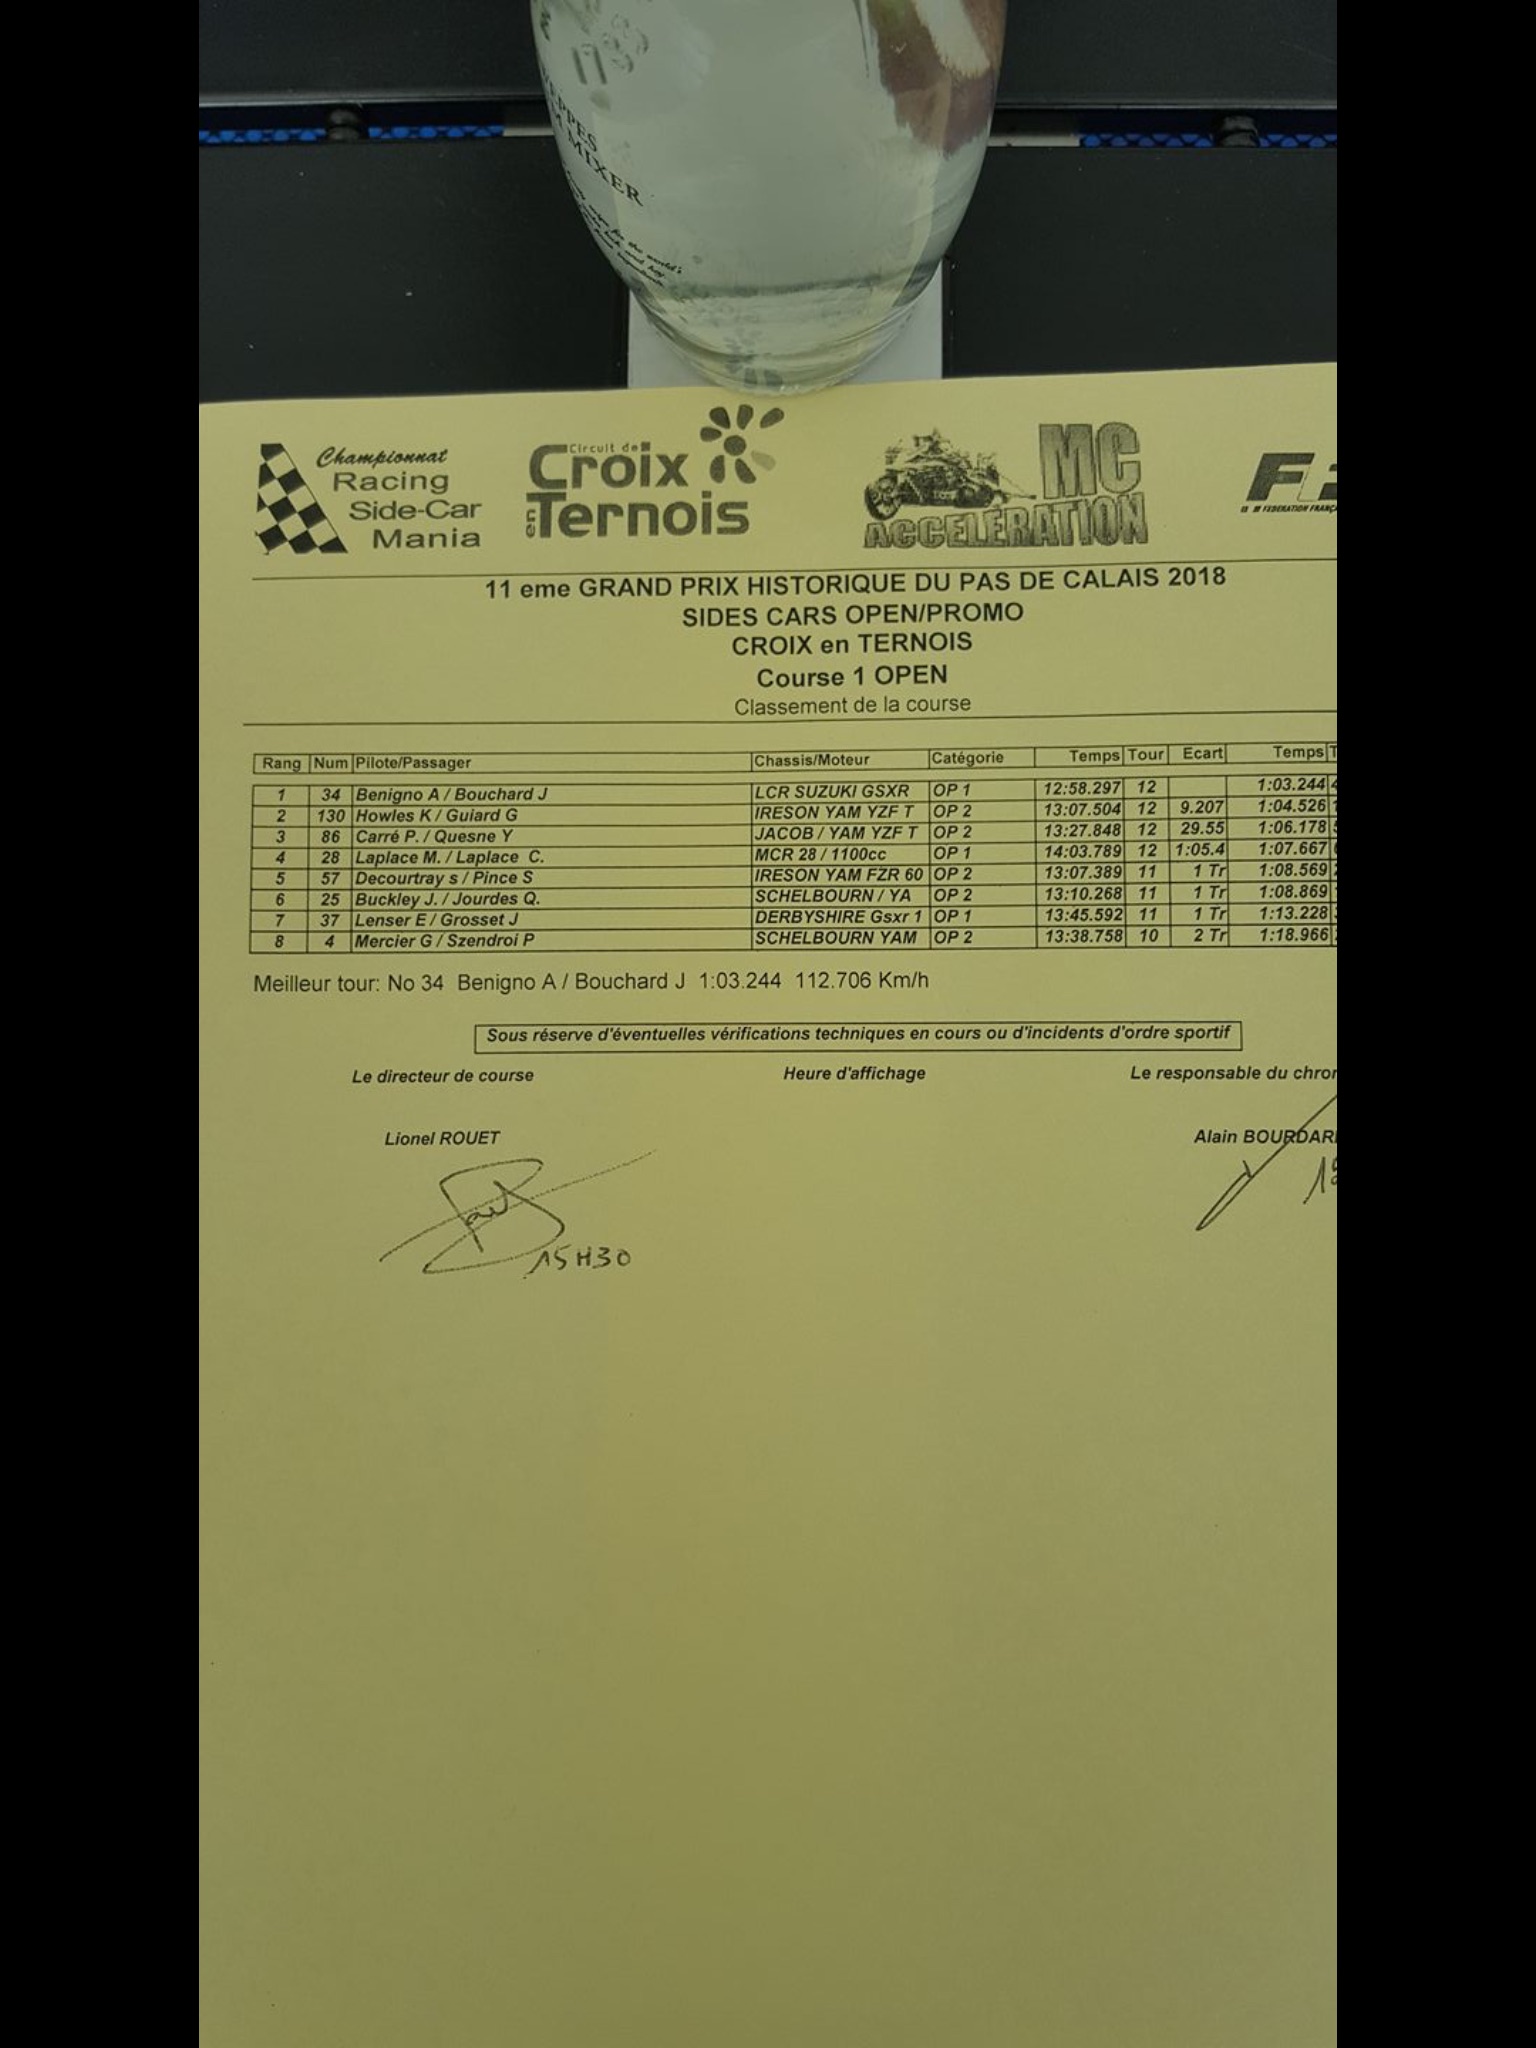 MIXER
Championnat
Racing
Side-Car
Mania
Circuit de
Croix
en Ternois
MC
ACCELERATION
11 eme GRAND PRIX HISTORIQUE DU PAS DE CALAIS 2018
SIDES CARS OPEN/PROMO
CROIX en TERNOIS
Course 1 OPEN
Classement de la course
Rang Num Pilote/Passager Chassis/Moteur Catégorie Temps Tour Ecart Temps
1 34 Benigno A / Bouchard J LCR SUZUKI GSXR OP 1 12:58.297 12 1:03.244
2 130 Howles K / Guiard G IRESON YAM YZF T OP 2 13:07.504 12 9.207 1:04.526
3 86 Carré P. / Quesne Y JACOB / YAM YZF T OP 2 13:27.848 12 29.55 1:06.178
4 28 Laplace M. / Laplace C. MCR 28 / 1100cc OP 1 14:03.789 12 1:05.4 1:07.667
5 57 Decourtray s / Pince S IRESON YAM FZR 60 OP 2 13:07.389 11 1 Tr 1:08.569
6 25 Buckley J. / Jourdes Q. SCHELBOURN / YA OP 2 13:10.268 11 1 Tr 1:08.869
7 37 Lenser E / Grosset J DERBYSHIRE Gsxr 1 OP 1 13:45.592 11 1 Tr 1:13.228
8 4 Mercier G / Szendroi P SCHELBOURN YAM OP 2 13:38.758 10 2 Tr 1:18.966
Meilleur tour: No 34 Benigno A / Bouchard J 1:03.244 112.706 Km/h
Sous réserve d'éventuelles vérifications techniques en cours ou d'incidents d'ordre sportif
Le directeur de course Heure d'affichage Le responsable du chron
Lionel ROUET Alain BOURDAR
15H30